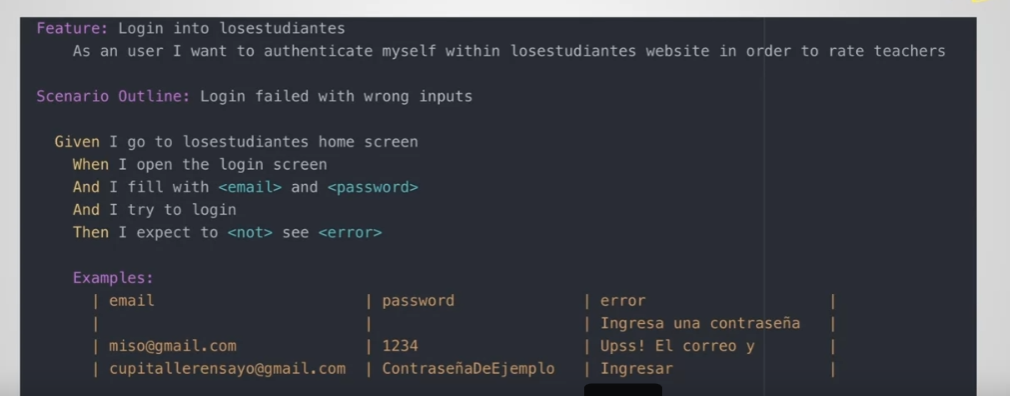 Feature: Login into losestudiantes
As an user I want to authenticate myself within losestudiantes website in order to rate teachers
Scenario Outline: Login failed with wrong inputs
Given I go to losestudiantes home screen
When I open the login screen
And I fill with <email> and <password>
And I try to login
Then I expect to <not> see <error>
Examples:
| email | password | error |
| | | Ingresa una contraseña |
| miso@gmail.com | 1234 | Upss! El correo y |
| cupitallerensayo@gmail.com | ContraseñaDeEjemplo | Ingresar |